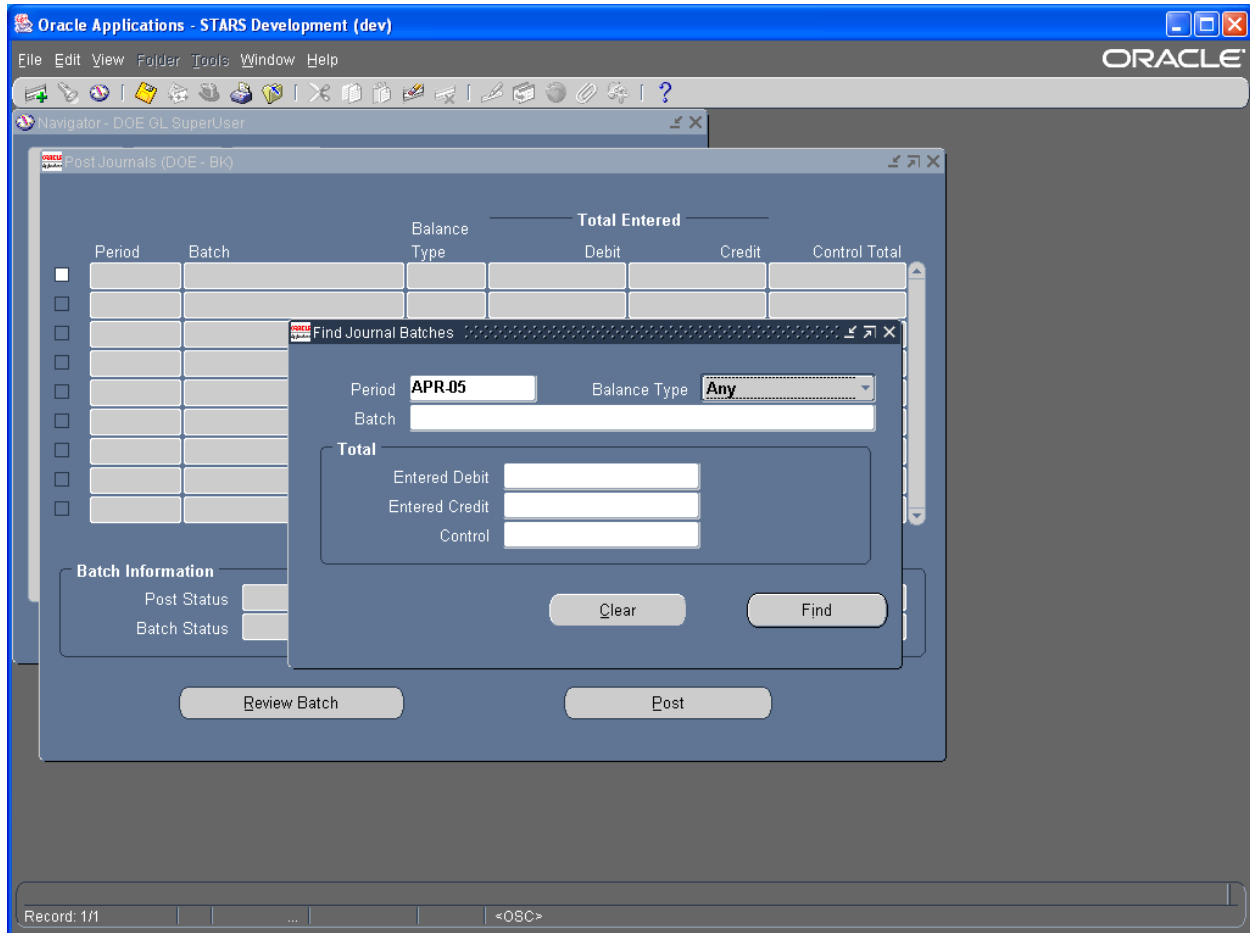 Oracle Applications - STARS Development (dev)
File Edit View Folder Tools Window Help
ORACLE
Navigator - DOE GL SuperUser
Post Journals (DOE - BK)
Total Entered
Balance
Period Batch Type Debit Credit Control Total
Find Journal Batches
Period APR-05 Balance Type Any
Batch
Total
Entered Debit
Entered Credit
Control
Clear Find
Batch Information
Post Status
Batch Status
Review Batch Post
Record: 1/1 ... <OSC>